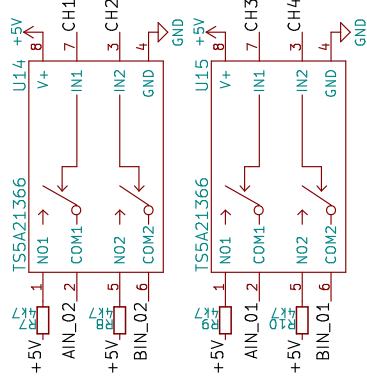 +5V
CH1
CH2
GND
+5V
CH3
CH4
GND
8
7
3
4
8
7
3
4
U14
V+
IN1
IN2
GND
U15
V+
IN1
IN2
GND
TS5A21366
NO1
COM1
NO2
COM2
TS5A21366
NO1
COM1
NO2
COM2
1
2
5
6
1
2
5
6
R7
4k7
R8
4k7
R9
4k7
R10
4k7
+5V
AIN_02
+5V
BIN_02
+5V
AIN_01
+5V
BIN_01